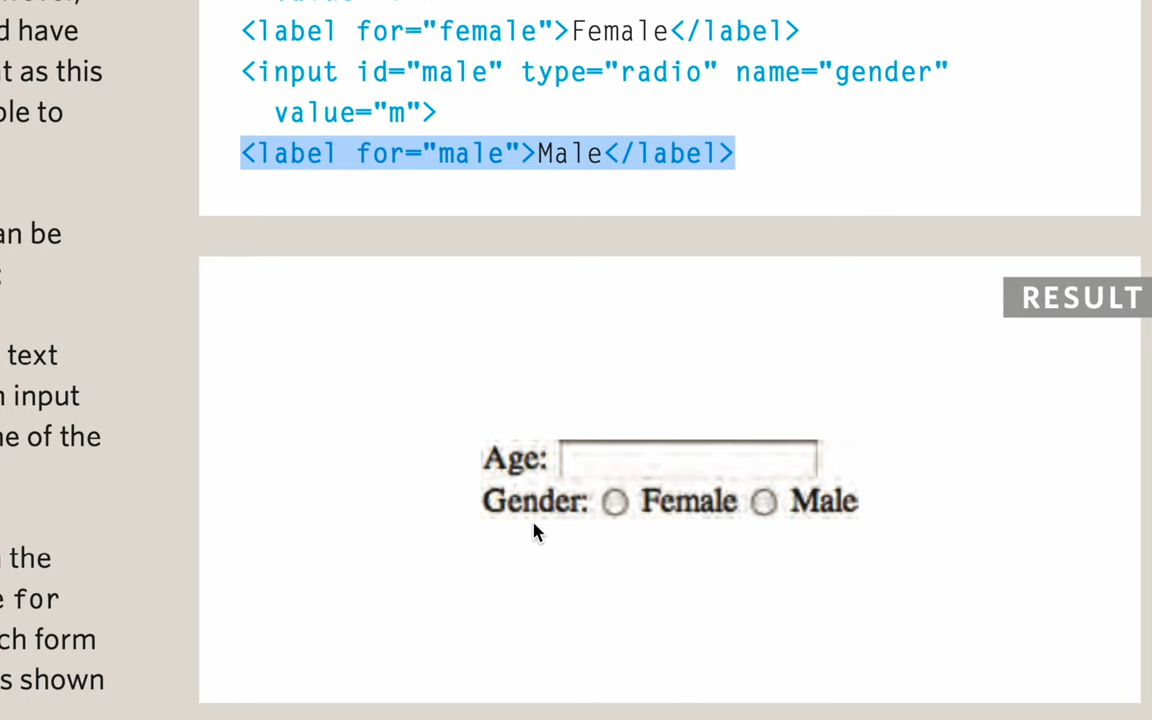 d have
t as this
ble to
an be
text
input
ne of the
the
e for
ch form
s shown
<label for="female">Female</label>
<input id="male" type="radio" name="gender"
value="m">
<label for="male">Male</label>
RESULT
Age:
Gender: Female Male